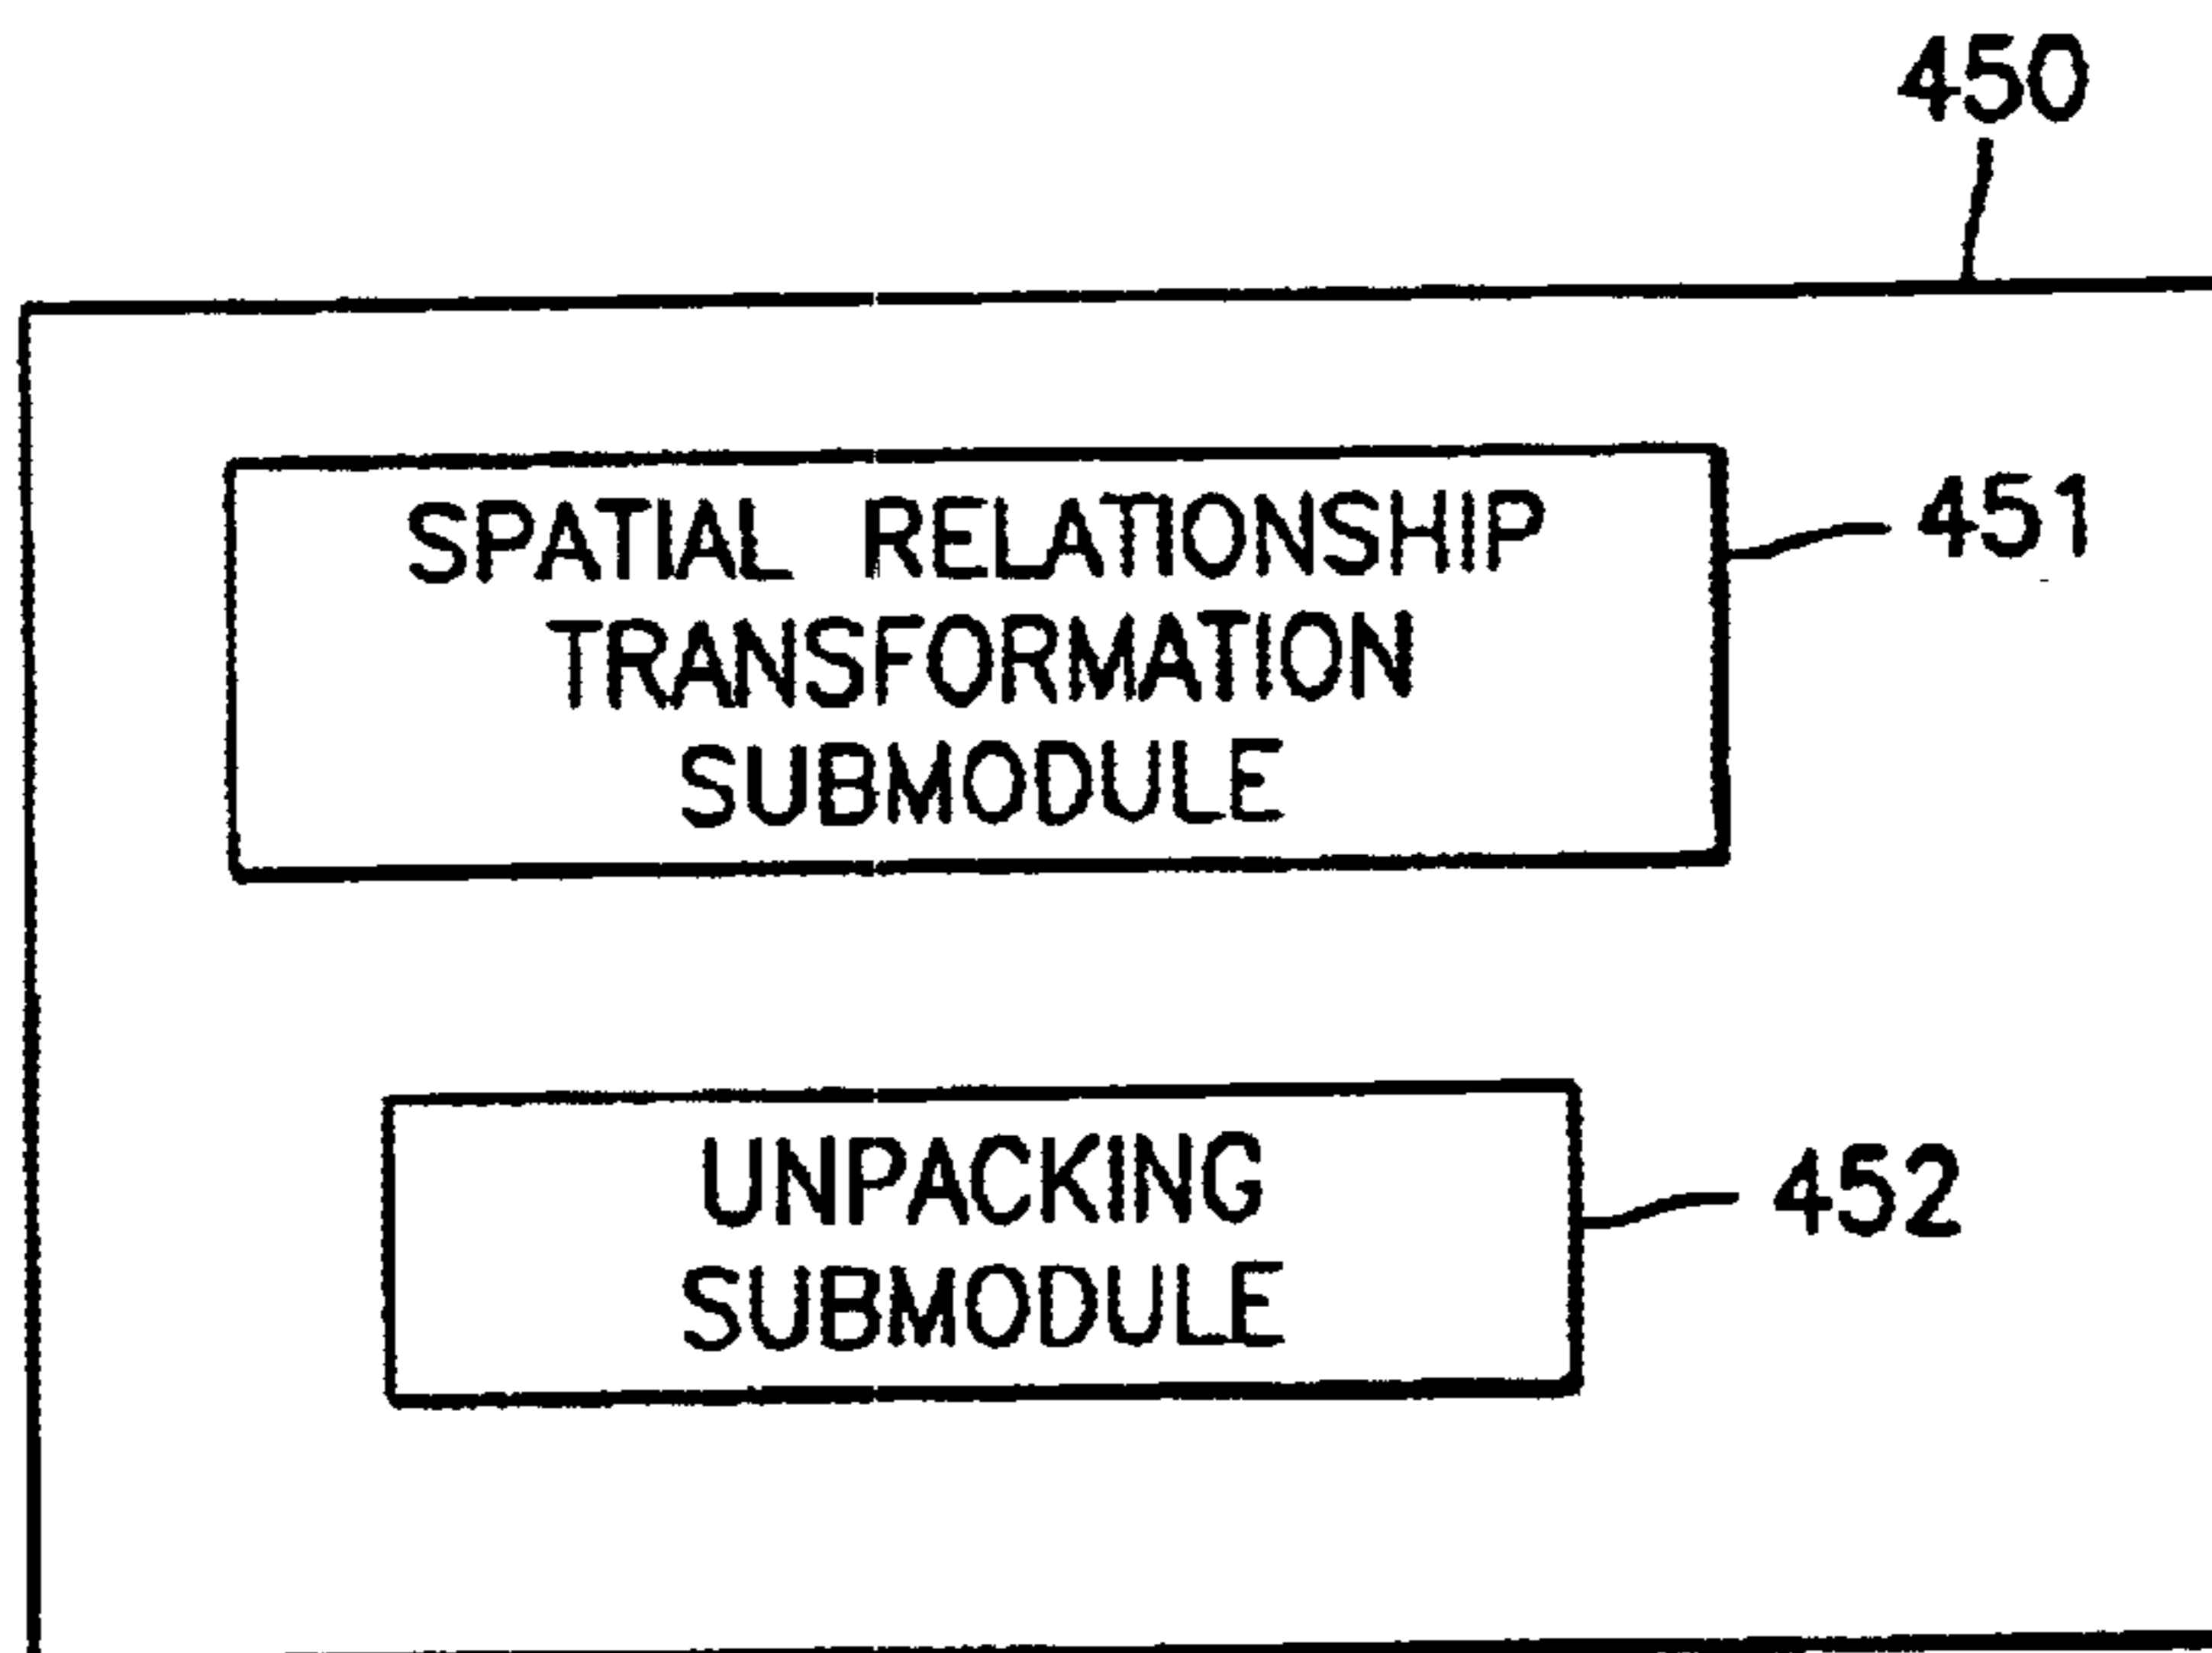 450
SPATIAL RELATIONSHIP
TRANSFORMATION
SUBMODULE
451
UNPACKING
SUBMODULE
452